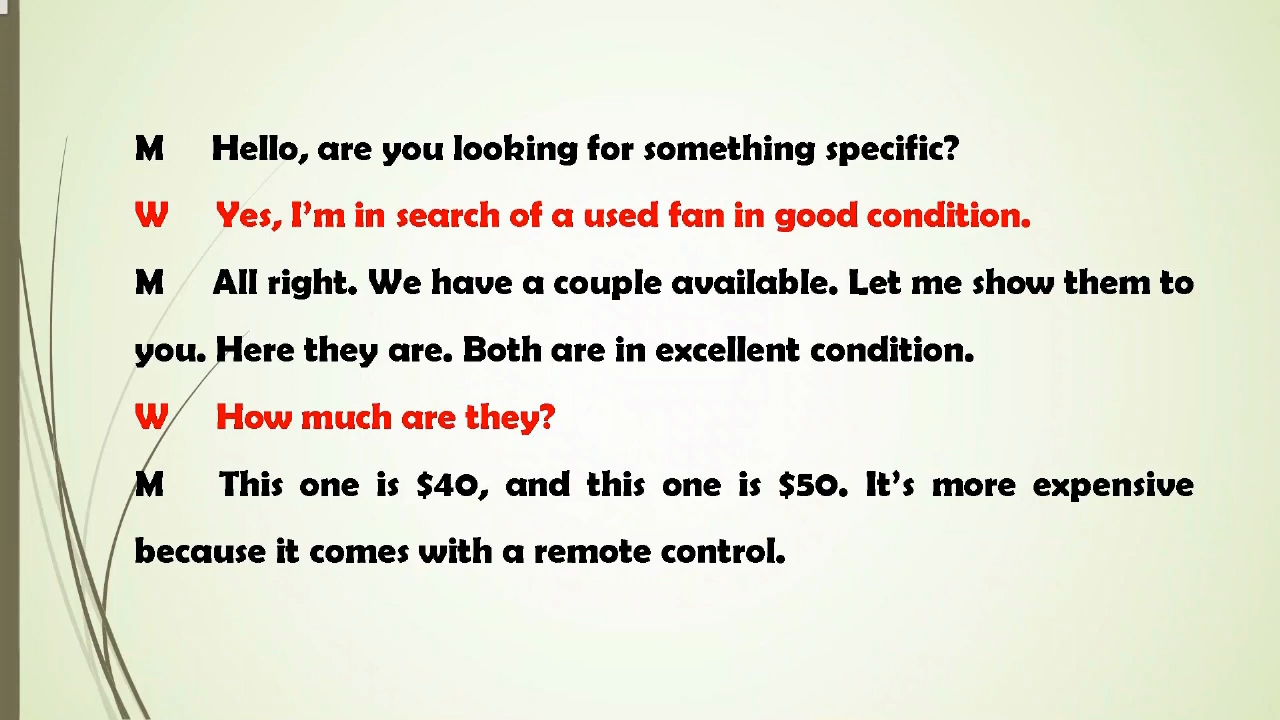 M Hello, are you looking for something specific?
W Yes, I'm in search of a used fan in good condition.
M All right. We have a couple available. Let me show them to
you. Here they are. Both are in excellent condition.
W How much are they?
M This one is $40, and this one is $50. It's more expensive
because it comes with a remote control.